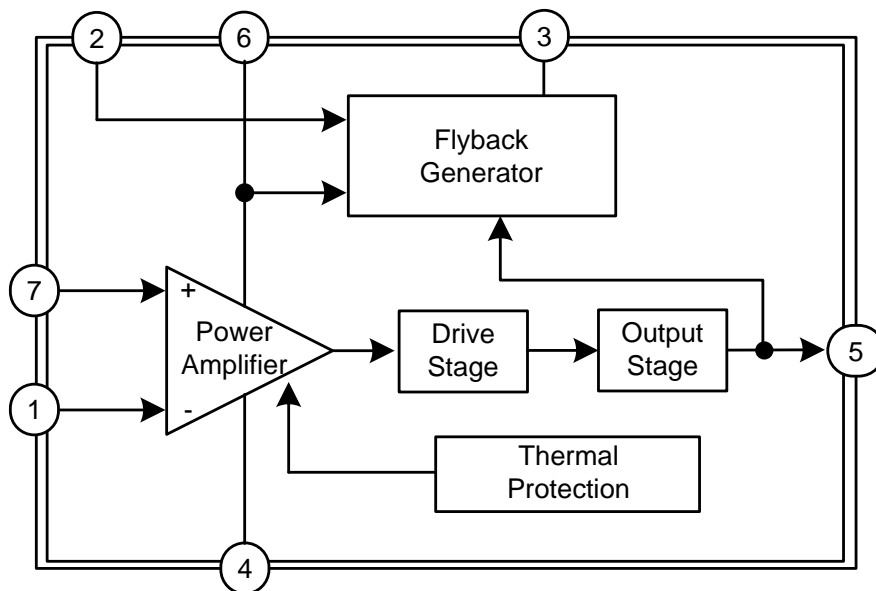 2
6
3
Flyback
Generator
7
+
Power
Amplifier
-
1
Drive
Stage
Output
Stage
5
Thermal
Protection
4